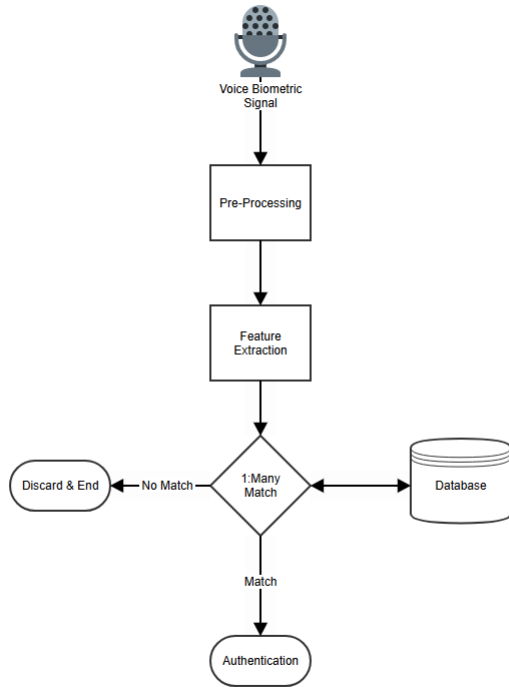 Voice Biometric
Signal
Pre-Processing
Feature
Extraction
Discard & End
No Match
1:Many
Match
Database
Match
Authentication